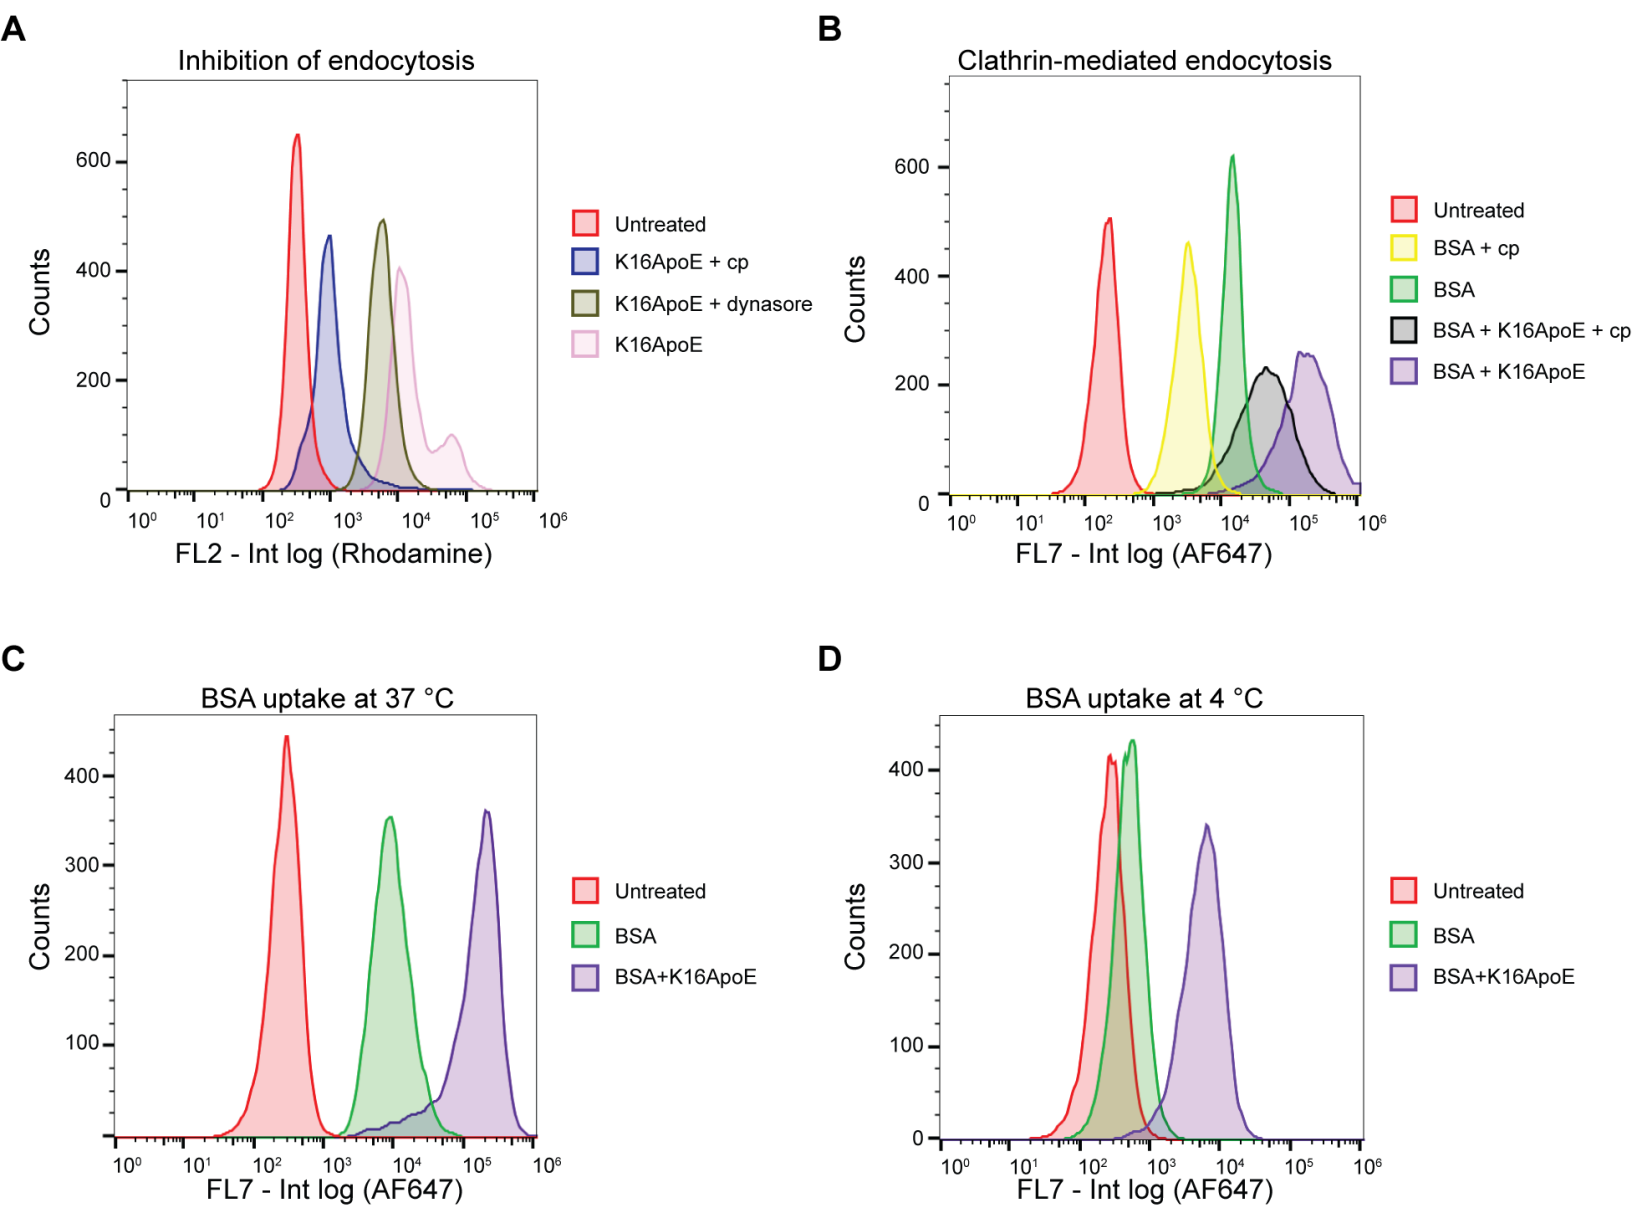 A
Inhibition of endocytosis
600
400
200
0
Counts
10⁰ 10¹ 10² 10³ 10⁴ 10⁵ 10⁶
FL2 - Int log (Rhodamine)
Untreated
K16ApoE + cp
K16ApoE + dynasore
K16ApoE
B
Clathrin-mediated endocytosis
600
400
200
0
Counts
10⁰ 10¹ 10² 10³ 10⁴ 10⁵ 10⁶
FL7 - Int log (AF647)
Untreated
BSA + cp
BSA
BSA + K16ApoE + cp
BSA + K16ApoE
C
BSA uptake at 37 °C
400
300
200
100
Counts
10⁰ 10¹ 10² 10³ 10⁴ 10⁵ 10⁶
FL7 - Int log (AF647)
Untreated
BSA
BSA+K16ApoE
D
BSA uptake at 4 °C
400
300
200
100
0
Counts
10⁰ 10¹ 10² 10³ 10⁴ 10⁵ 10⁶
FL7 - Int log (AF647)
Untreated
BSA
BSA+K16ApoE